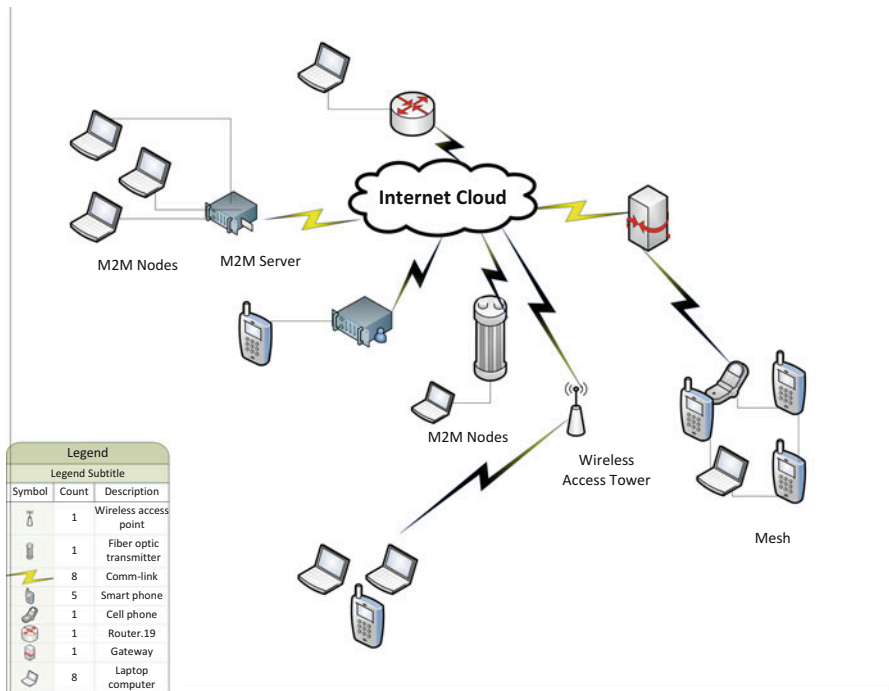 Internet Cloud
M2M Nodes
M2M Server
M2M Nodes
Wireless
Access Tower
Mesh
Legend
Legend Subtitle
Symbol Count Description
1 Wireless access
point
1 Fiber optic
transmitter
8 Comm-link
5 Smart phone
1 Cell phone
1 Router.19
1 Gateway
8 Laptop
computer